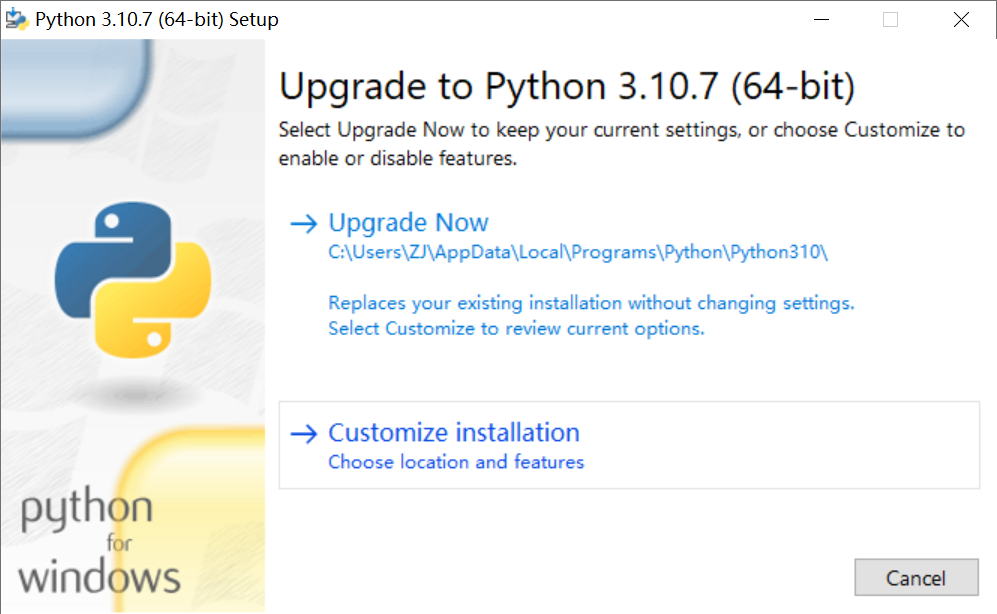 Python 3.10.7 (64-bit) Setup
Upgrade to Python 3.10.7 (64-bit)
Select Upgrade Now to keep your current settings, or choose Customize to
enable or disable features.
Upgrade Now
C:\Users\ZJ\AppData\Local\Programs\Python\Python310\
Replaces your existing installation without changing settings.
Select Customize to review current options.
Customize installation
Choose location and features
python
for
windows
Cancel